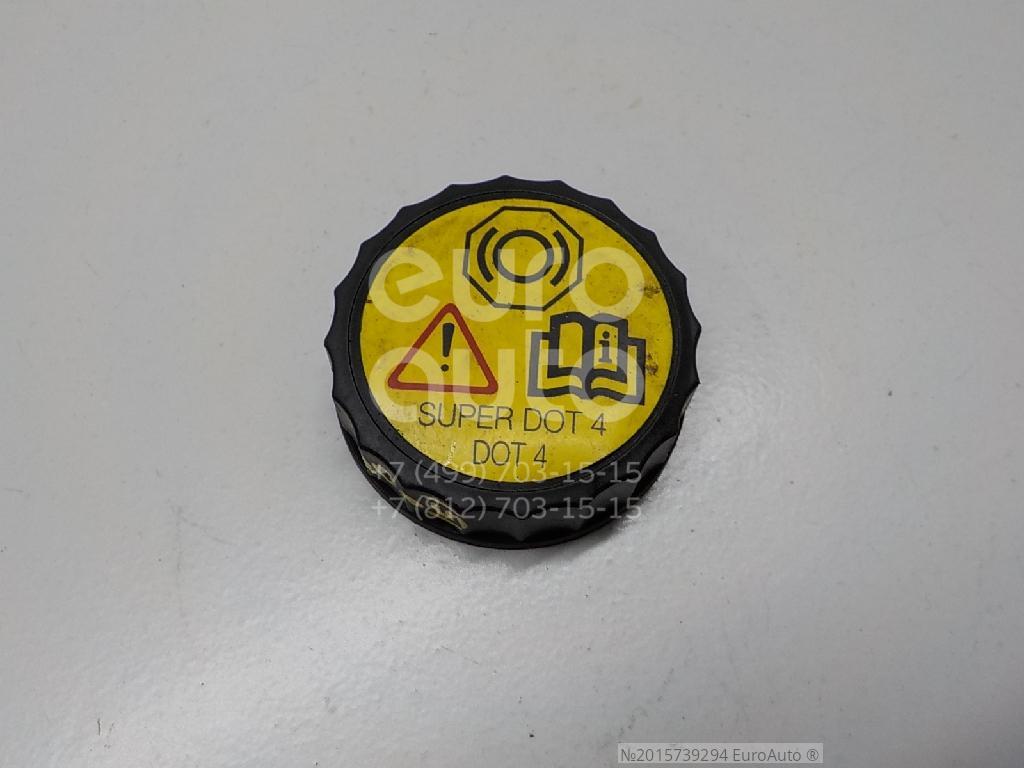 euro
auto
SUPER DOT 4
DOT 4
+7 (499) 703-15-15
+7 (812) 703-15-15
№2015739294 EuroAuto ®